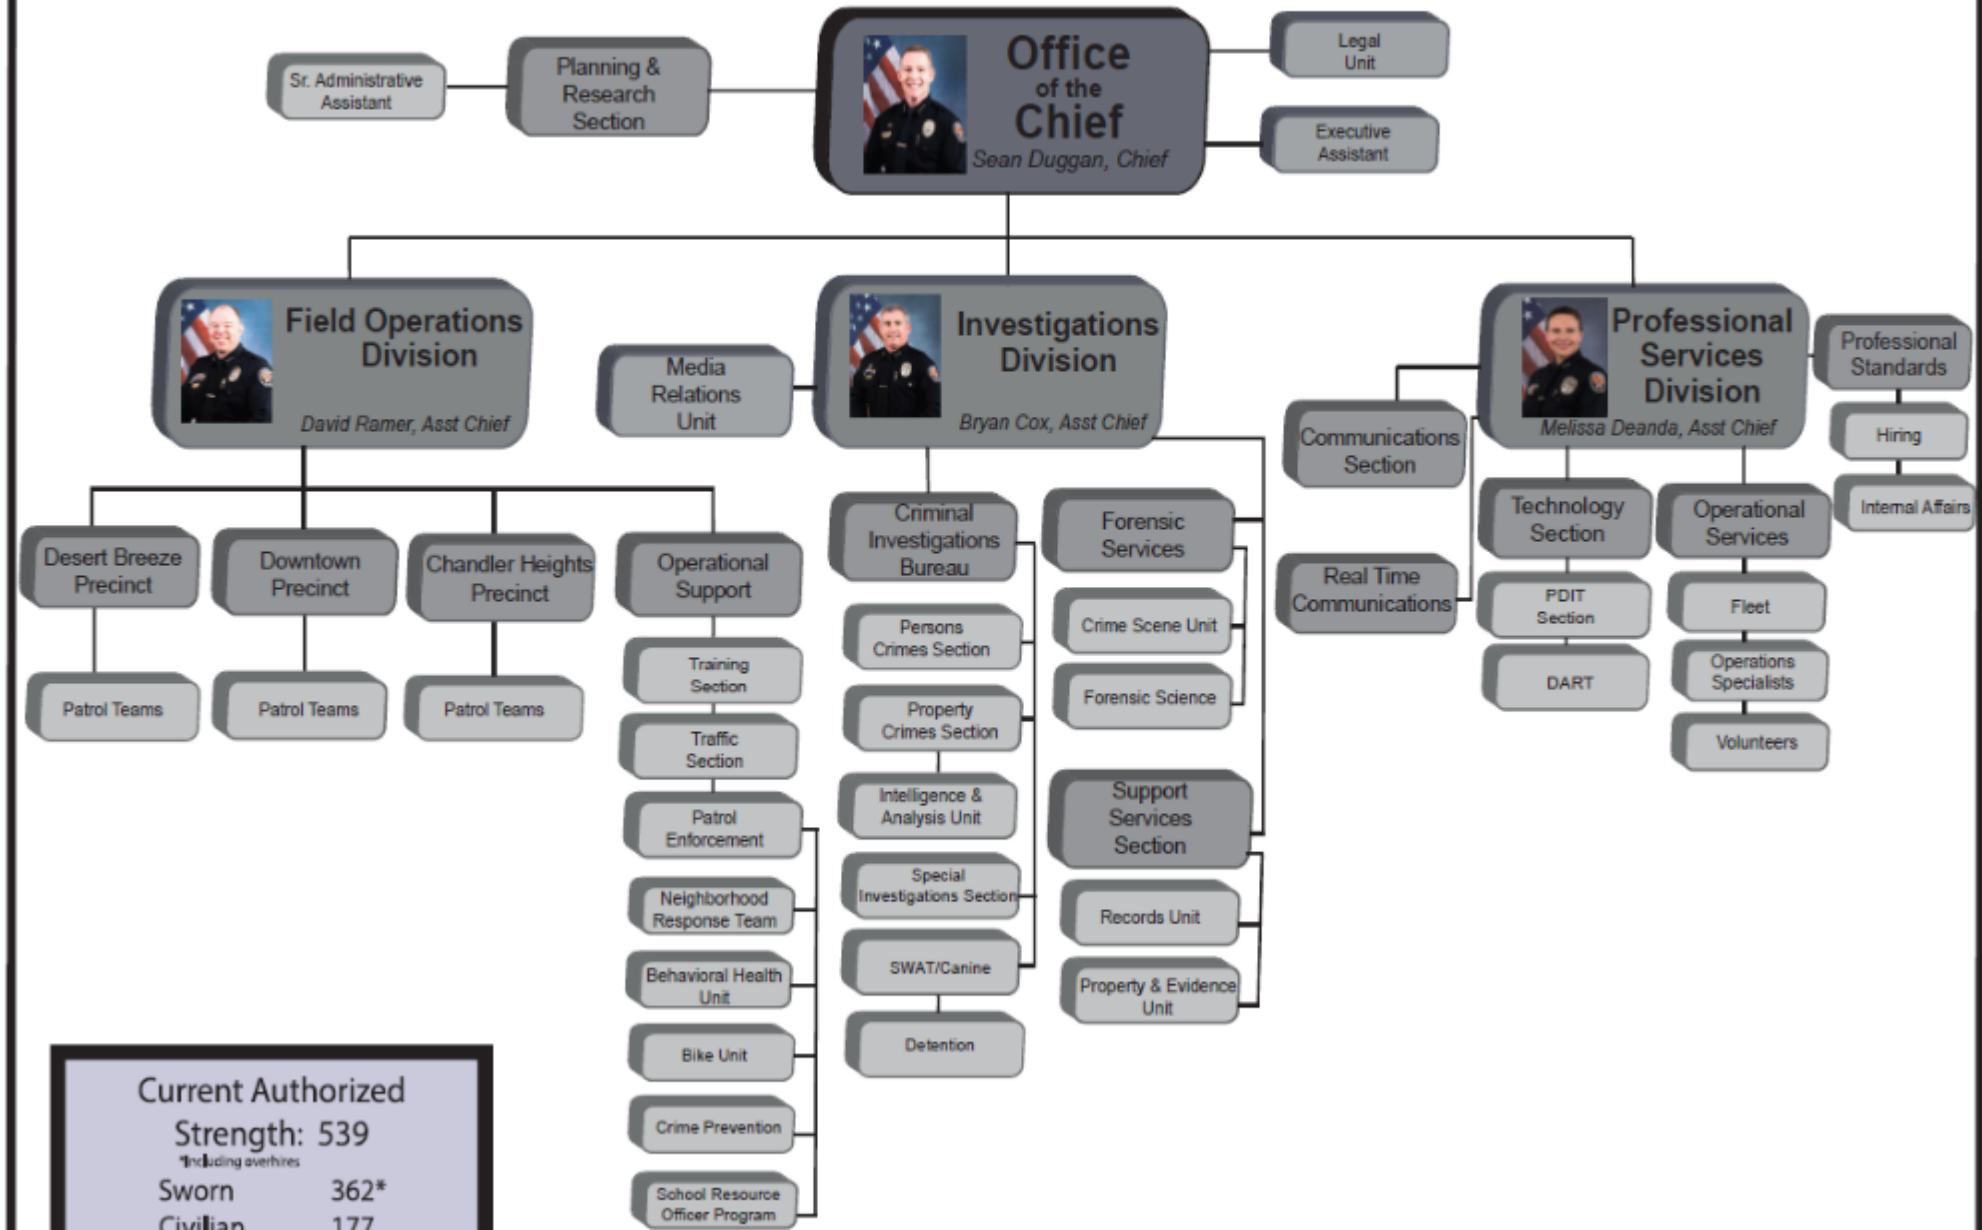 Sr. Administrative
Assistant
Planning &
Research
Section
Office
of the
Chief
Sean Duggan, Chief
Legal
Unit
Executive
Assistant
Field Operations
Division
David Ramer, Asst Chief
Media
Relations
Unit
Investigations
Division
Bryan Cox, Asst Chief
Professional
Services
Division
Melissa Deanda, Asst Chief
Professional
Standards
Hiring
Internal Affairs
Communications
Section
Real Time
Communications
Technology
Section
PDIT
Section
DART
Operational
Services
Fleet
Operations
Specialists
Volunteers
Desert Breeze
Precinct
Patrol Teams
Downtown
Precinct
Patrol Teams
Chandler Heights
Precinct
Patrol Teams
Operational
Support
Training
Section
Traffic
Section
Patrol
Enforcement
Neighborhood
Response Team
Behavioral Health
Unit
Bike Unit
Crime Prevention
School Resource
Officer Program
Criminal
Investigations
Bureau
Persons
Crimes Section
Property
Crimes Section
Intelligence &
Analysis Unit
Special
Investigations Section
SWAT/Canine
Detention
Forensic
Services
Crime Scene Unit
Forensic Science
Support
Services
Section
Records Unit
Property & Evidence
Unit
Current Authorized
Strength: 539
*Including overhires
Sworn 362*
Civilian 177